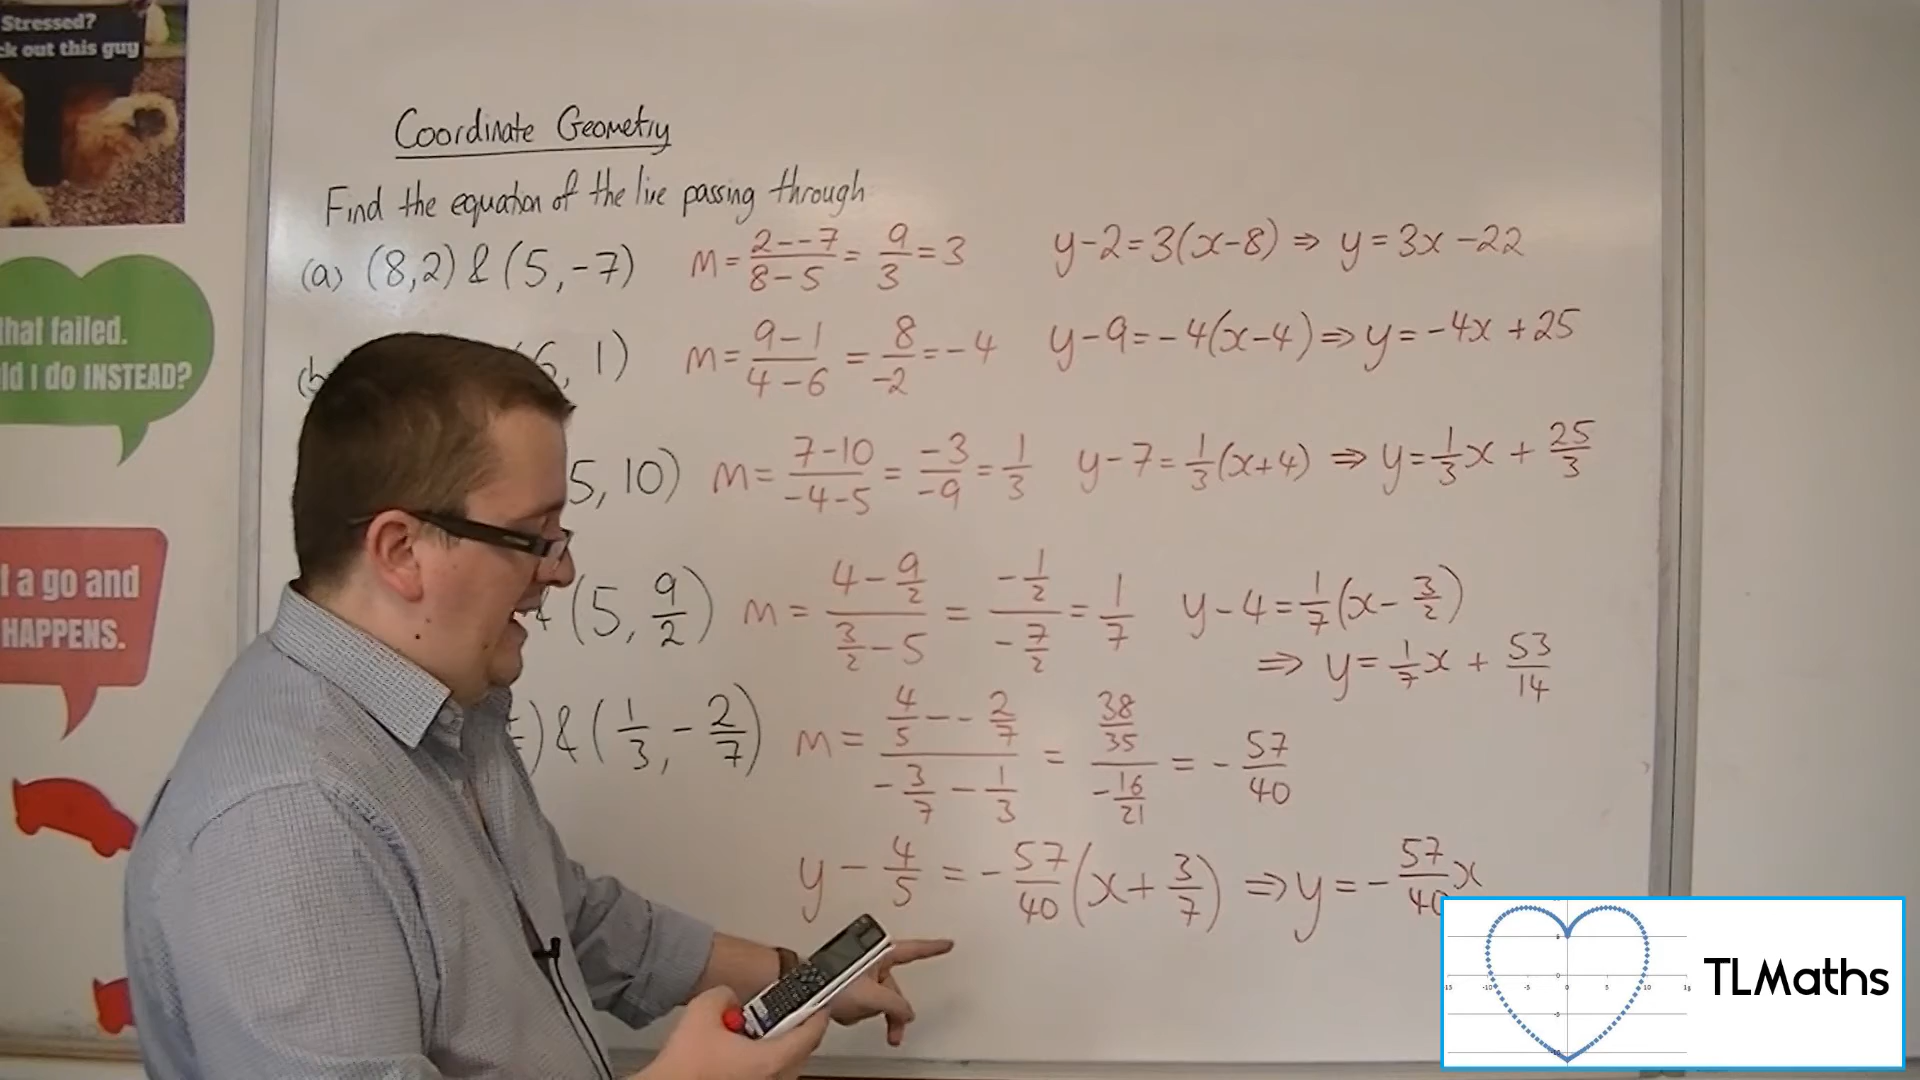 Stressed?
ck out this guy
that failed.
ld I do INSTEAD?
t a go and
HAPPENS.
Coordinate Geometry
Find the equation of the line passing through
(a) (8,2) & (5,-7) m = (2--7)/(8-5) = 9/3 = 3 y-2=3(x-8) ⇒ y=3x-22
(b 6, 1) m = (9-1)/(4-6) = 8/-2 = -4 y-9=-4(x-4) ⇒ y=-4x+25
5, 10) m = (7-10)/(-4-5) = -3/-9 = 1/3 y-7=1/3(x+4) ⇒ y=1/3x + 25/3
& (5, 9/2) m = (4-9/2)/(3/2-5) = (-1/2)/(-7/2) = 1/7 y-4=1/7(x-3/2)
⇒ y=1/7x + 53/14
) & (1/3, -2/7) m = (4/5--2/7)/(-3/7-1/3) = (38/35)/(-16/21) = -57/40
y - 4/5 = -57/40(x+3/7) ⇒ y=-57/40x
TLMaths